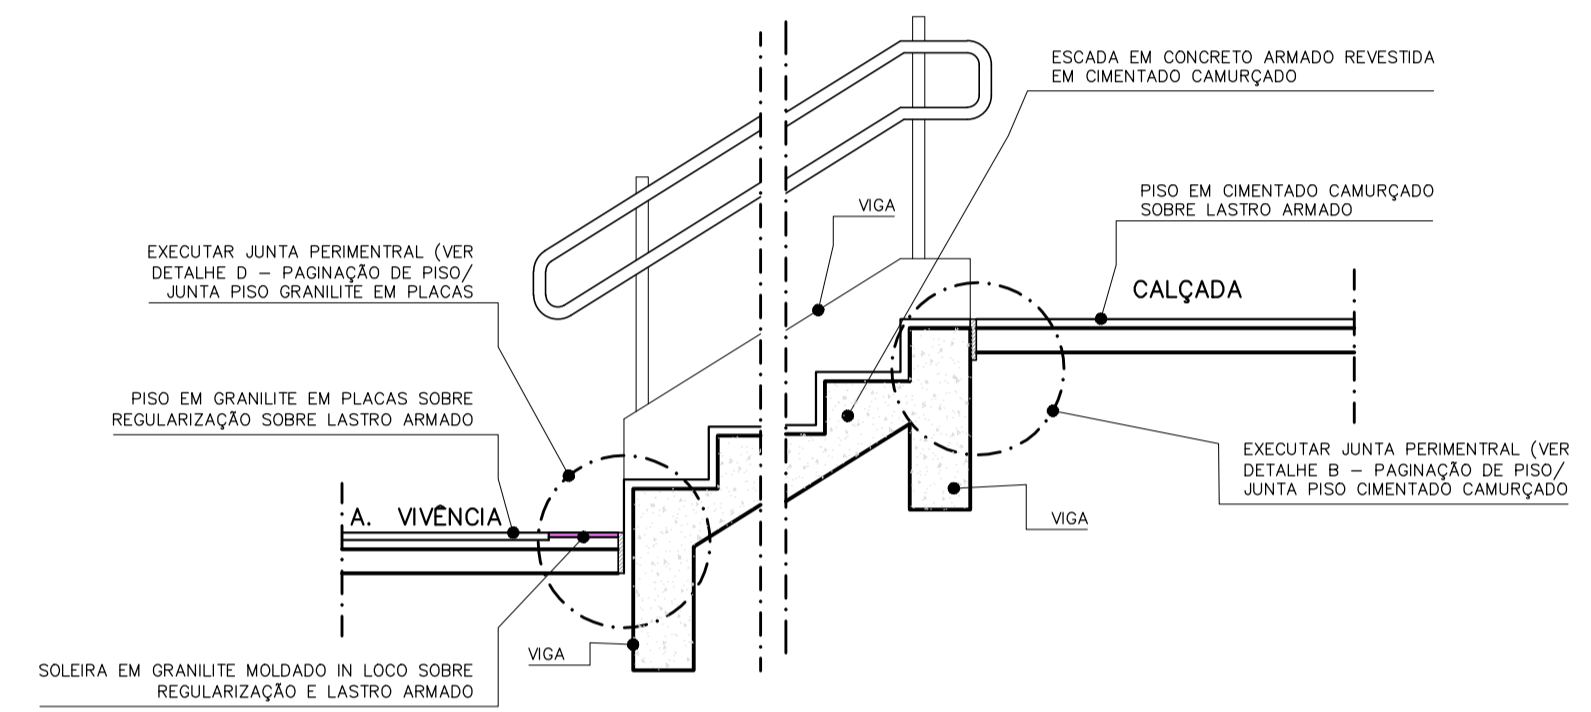 ESCADA EM CONCRETO ARMADO REVESTIDA
EM CIMENTADO CAMURÇADO
PISO EM CIMENTADO CAMURÇADO
SOBRE LASTRO ARMADO
VIGA
EXECUTAR JUNTA PERIMENTRAL (VER
DETALHE D – PAGINAÇÃO DE PISO/
JUNTA PISO GRANILITE EM PLACAS
CALÇADA
PISO EM GRANILITE EM PLACAS SOBRE
REGULARIZAÇÃO SOBRE LASTRO ARMADO
EXECUTAR JUNTA PERIMENTRAL (VER
DETALHE B – PAGINAÇÃO DE PISO/
JUNTA PISO CIMENTADO CAMURÇADO
A. VIVÊNCIA
VIGA
VIGA
SOLEIRA EM GRANILITE MOLDADO IN LOCO SOBRE
REGULARIZAÇÃO E LASTRO ARMADO